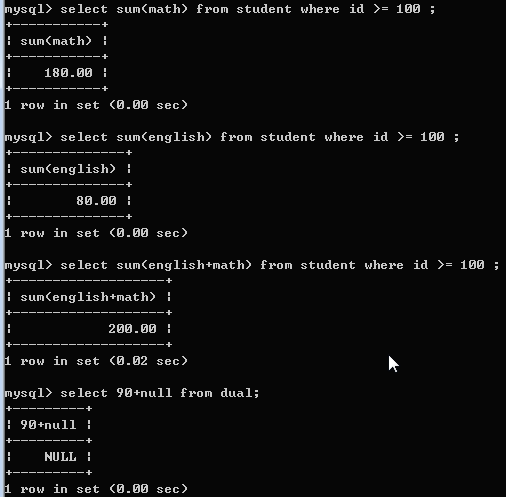 mysql> select sum(math) from student where id >= 100 ;
+-----------+
| sum(math) |
+-----------+
|    180.00 |
+-----------+
1 row in set (0.00 sec)
mysql> select sum(english) from student where id >= 100 ;
+--------------+
| sum(english) |
+--------------+
|        80.00 |
+--------------+
1 row in set (0.00 sec)
mysql> select sum(english+math) from student where id >= 100 ;
+-------------------+
| sum(english+math) |
+-------------------+
|            200.00 |
+-------------------+
1 row in set (0.02 sec)
mysql> select 90+null from dual;
+---------+
| 90+null |
+---------+
|    NULL |
+---------+
1 row in set (0.00 sec)